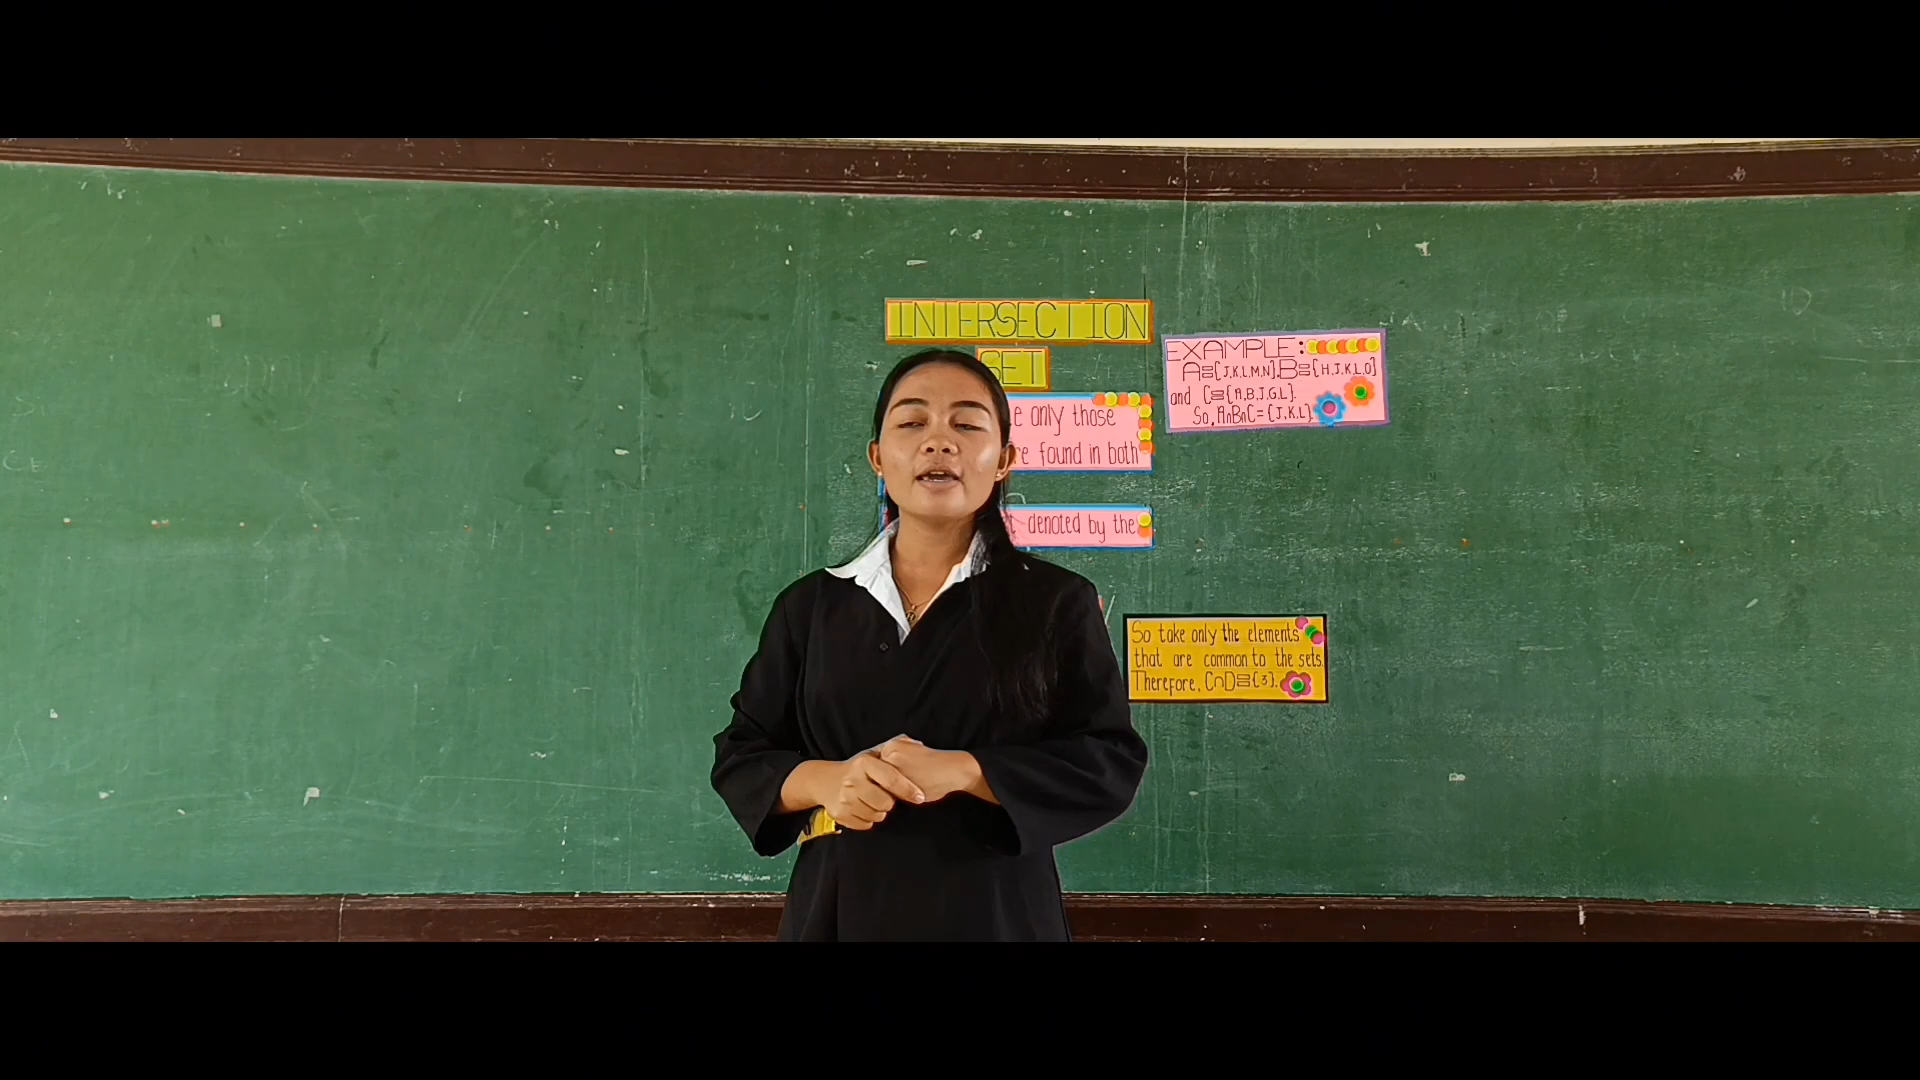 INTERSECTION
SET
e only those
re found in both
t denoted by the
EXAMPLE:
A={J,K,L,M,N},B={H,J,K,L,O}
and C={A,B,J,G,L}.
So, A∩B∩C={J,K,L}
So take only the elements
that are common to the sets.
Therefore, C∩D={3}.